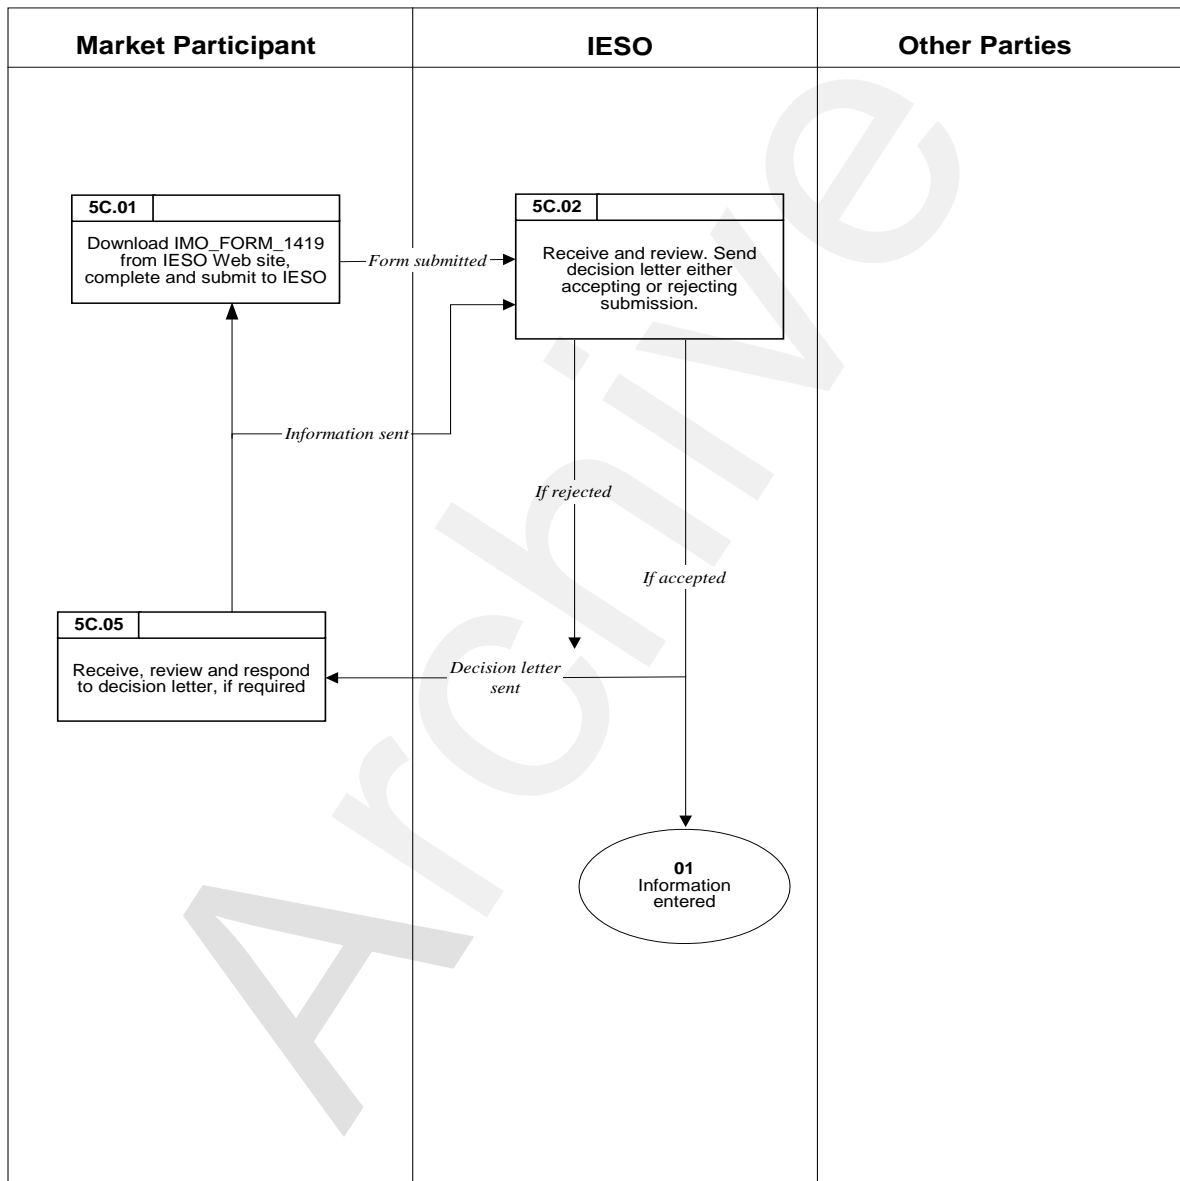 Market Participant
IESO
Other Parties
5C.01
Download IMO_FORM_1419
from IESO Web site,
complete and submit to IESO
Form submitted
5C.02
Receive and review. Send
decision letter either
accepting or rejecting
submission.
Information sent
If rejected
If accepted
5C.05
Receive, review and respond
to decision letter, if required
Decision letter
sent
01
Information
entered
Archive